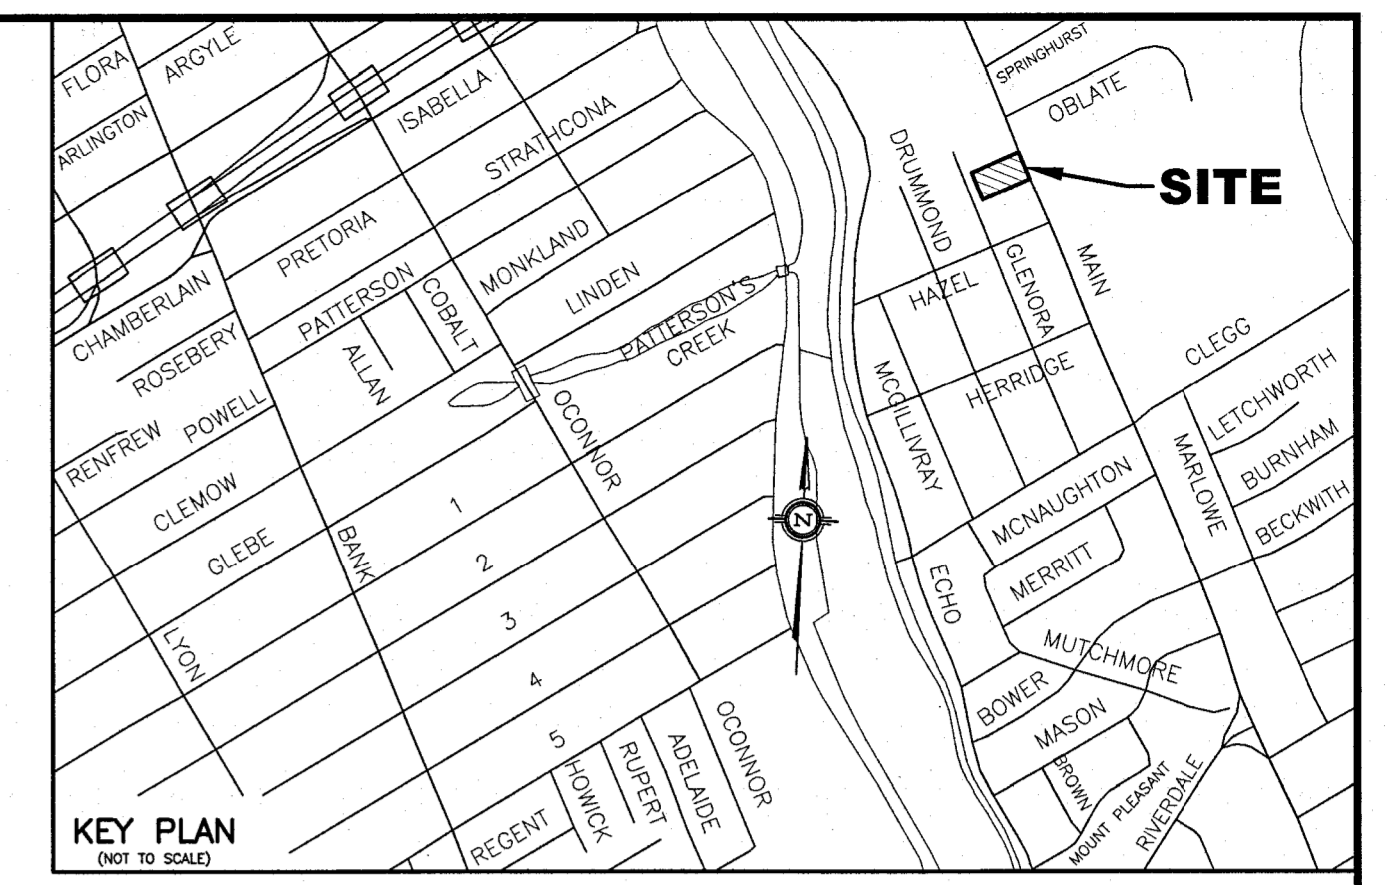 FLORA
ARGYLE
ARLINGTON
ISABELLA
STRATHCONA
SPRINGHURST
OBLATE
DRUMMOND
SITE
PRETORIA
PATTERSON
MONKLAND
LINDEN
COBALT
CHAMBERLAIN
ROSEBERY
ALLAN
PATTERSON'S
CREEK
HAZEL
GLENORA
MAIN
CLEGG
RENFREW
POWELL
OCONNOR
MCGILLIVRAY
HERRIDGE
LETCHWORTH
CLEMOW
GLEBE
BANK
1
2
3
4
5
N
MCNAUGHTON
MARLOWE
BURNHAM
BECKWITH
MERRITT
ECHO
LYON
MUTCHMORE
BOWER
MASON
OCONNOR
HOWICK
RUPERT
ADELAIDE
REGENT
BROWN
MOUNT PLEASANT
RIVERDALE
KEY PLAN
(NOT TO SCALE)